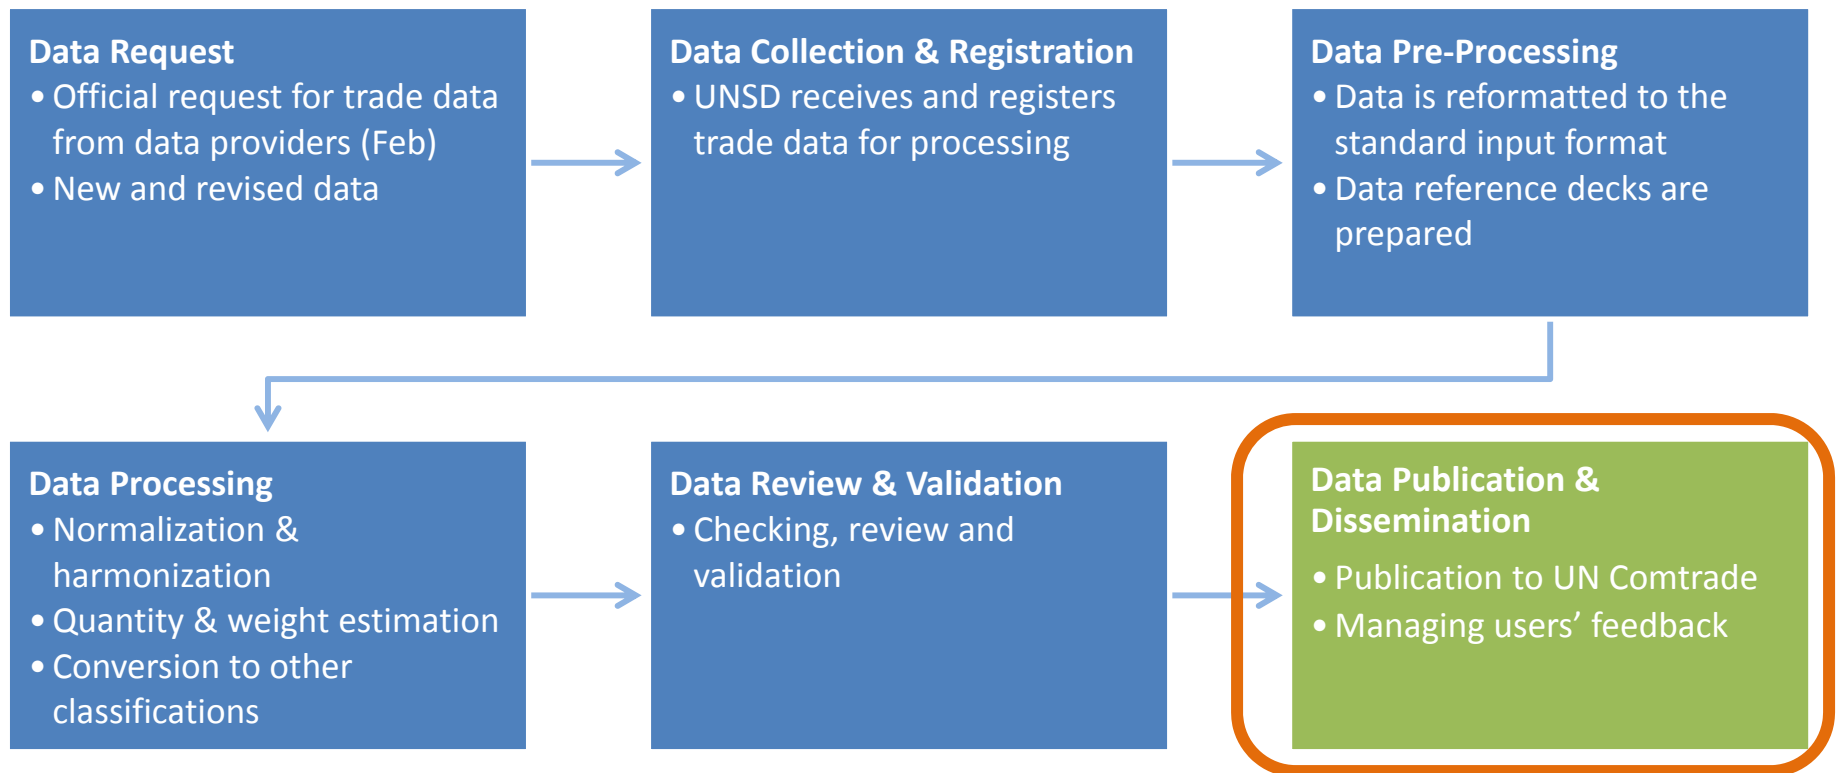 Data Request
• Official request for trade data
from data providers (Feb)
• New and revised data
Data Collection & Registration
• UNSD receives and registers
trade data for processing
Data Pre-Processing
• Data is reformatted to the
standard input format
• Data reference decks are
prepared
Data Processing
• Normalization &
harmonization
• Quantity & weight estimation
• Conversion to other
classifications
Data Review & Validation
• Checking, review and
validation
Data Publication &
Dissemination
• Publication to UN Comtrade
• Managing users’ feedback